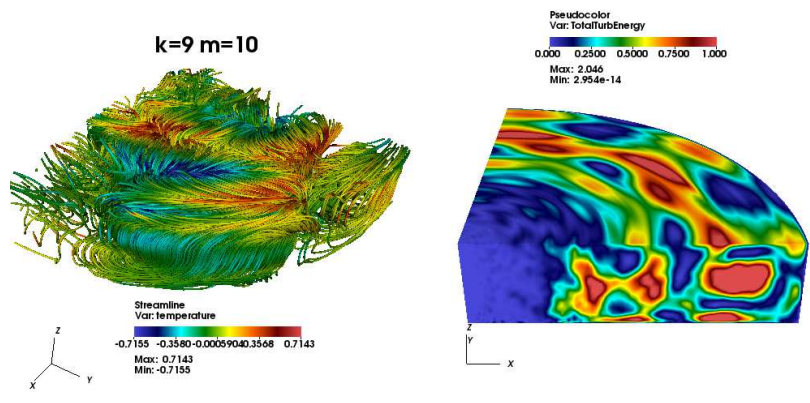 k=9 m=10
Streamline
Var: temperature
-0.7155 -0.3580 -0.0005904 0.3568 0.7143
Max: 0.7143
Min: -0.7155
Z
X
Y
Pseudocolor
Var: TotalTurbEnergy
0.000 0.2500 0.5000 0.7500 1.000
Max: 2.046
Min: 2.954e-14
Z
Y
X